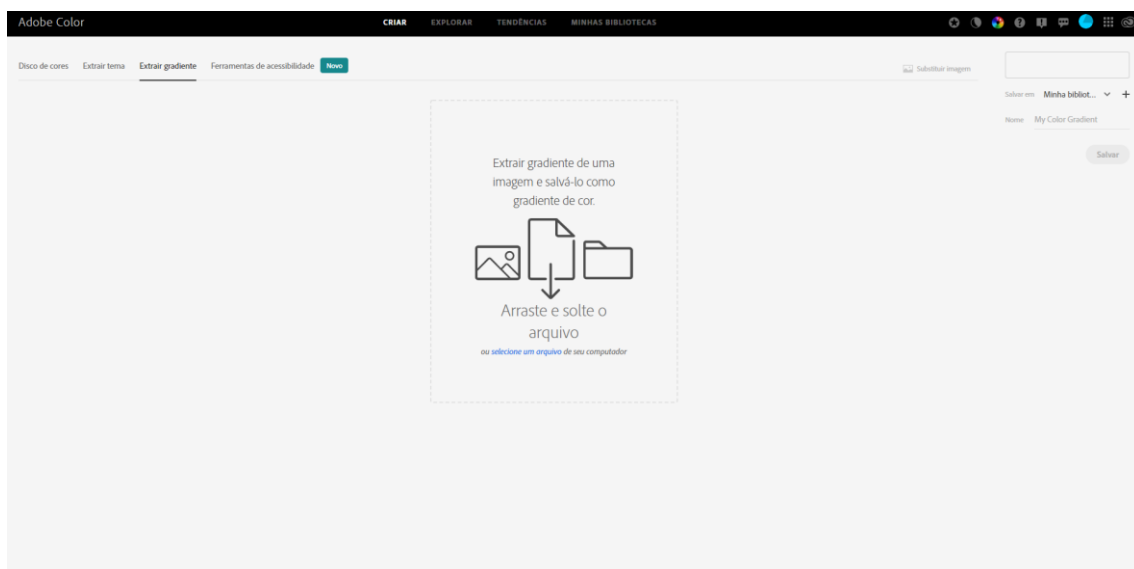 Adobe Color
CRIAR EXPLORAR TENDÊNCIAS MINHAS BIBLIOTECAS
Disco de cores Extrair tema Extrair gradiente Ferramentas de acessibilidade Novo
Substituir imagem
Salvar em Minha bibliot...
Nome My Color Gradient
Salvar
Extrair gradiente de uma
imagem e salvá-lo como
gradiente de cor.
Arraste e solte o
arquivo
ou selecione um arquivo de seu computador